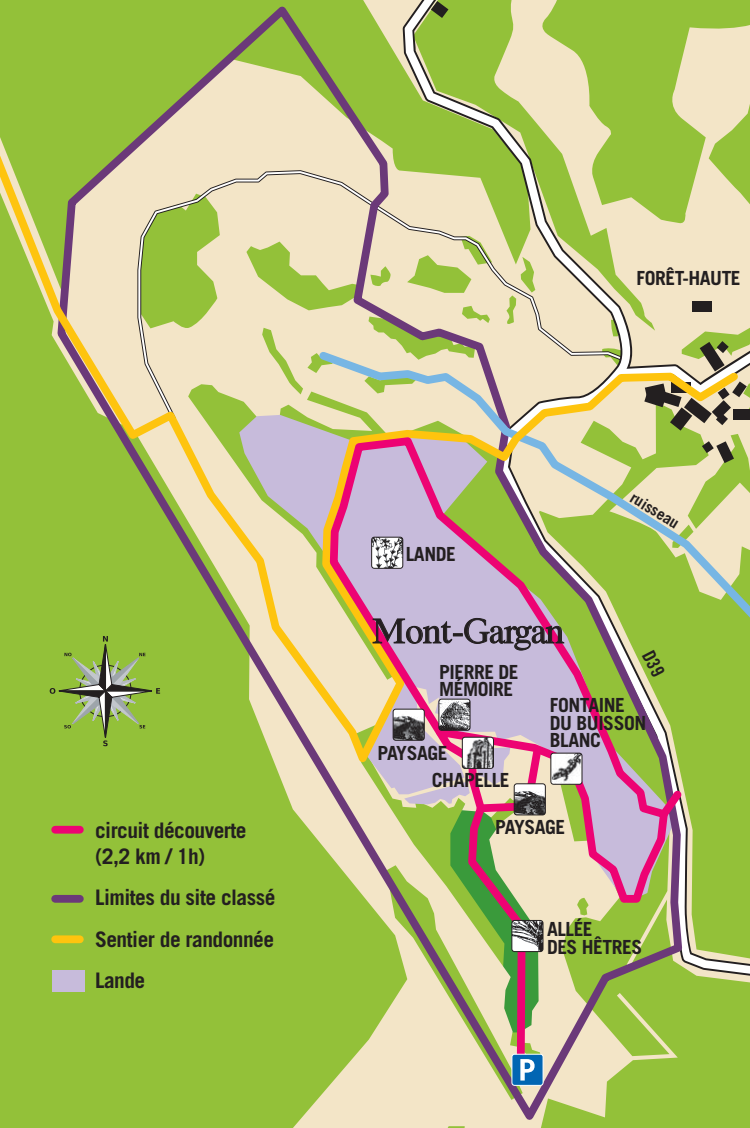 FORÊT-HAUTE
ruisseau
LANDE
Mont-Gargan
D39
PIERRE DE
MÉMOIRE
FONTAINE
DU BUISSON
BLANC
PAYSAGE
CHAPELLE
PAYSAGE
N
NO
NE
O
E
SO
SE
S
circuit découverte
(2,2 km / 1h)
Limites du site classé
Sentier de randonnée
Lande
ALLÉE
DES HÊTRES
P